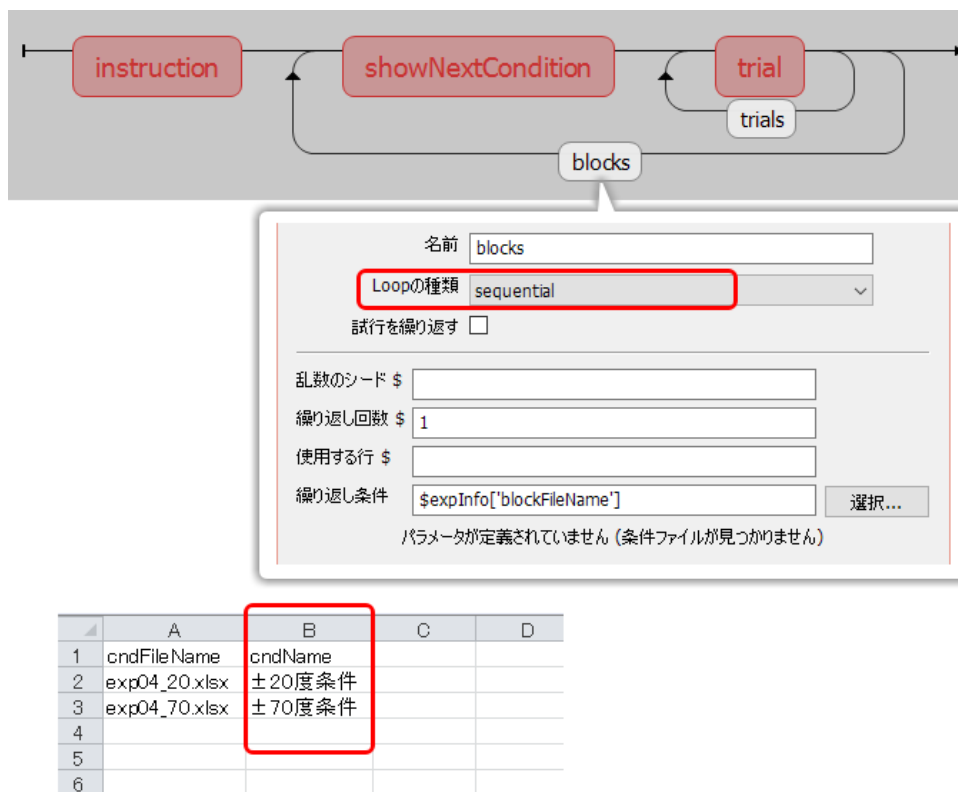 instruction
showNextCondition
trial
trials
blocks
名前 blocks
Loopの種類 sequential
試行を繰り返す
乱数のシード $
繰り返し回数 $ 1
使用する行 $
繰り返し条件 $expInfo['blockFileName'] 選択...
パラメータが定義されていません (条件ファイルが見つかりません)
A B C D
1 cndFileName cndName
2 exp04_20.xlsx ±20度条件
3 exp04_70.xlsx ±70度条件
4
5
6